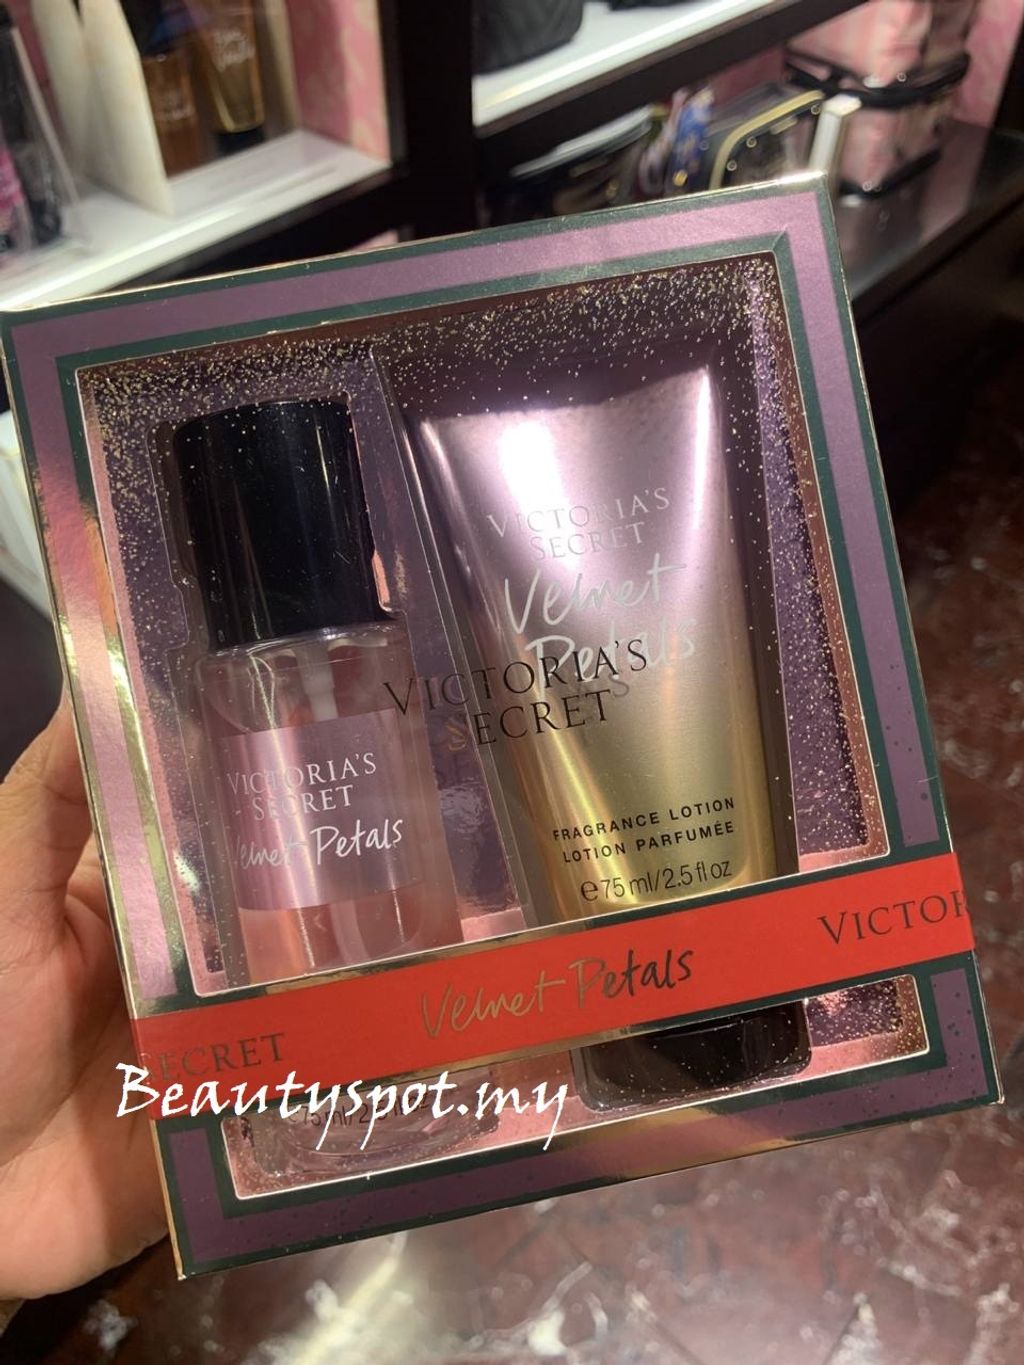 VICTORIA'S
SECRET
Velvet
Petals
VICTORIA'S
SECRET
VICTORIA'S
SECRET
Velvet Petals
FRAGRANCE LOTION
LOTION PARFUMÉE
e75 ml/2.5 fl oz
SECRET Velvet Petals VICTOR
Beautyspot.my